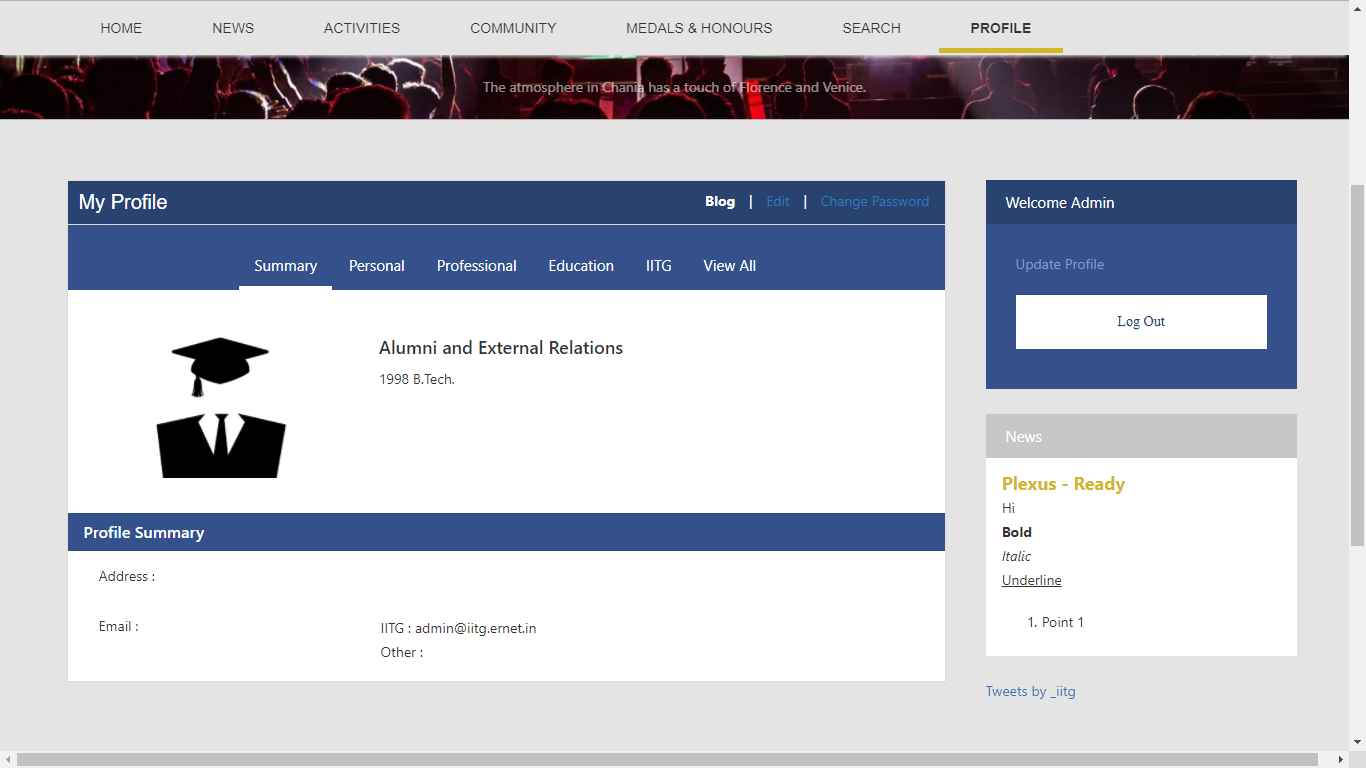 HOME NEWS ACTIVITIES COMMUNITY MEDALS & HONOURS SEARCH PROFILE
The atmosphere in Chania has a touch of Florence and Venice.
My Profile Blog | Edit | Change Password
Summary Personal Professional Education IITG View All
Alumni and External Relations
1998 B.Tech.
Profile Summary
Address :
Email : IITG : admin@iitg.ernet.in
Other :
Welcome Admin
Update Profile
Log Out
News
Plexus - Ready
Hi
Bold
Italic
Underline
1. Point 1
Tweets by _iitg